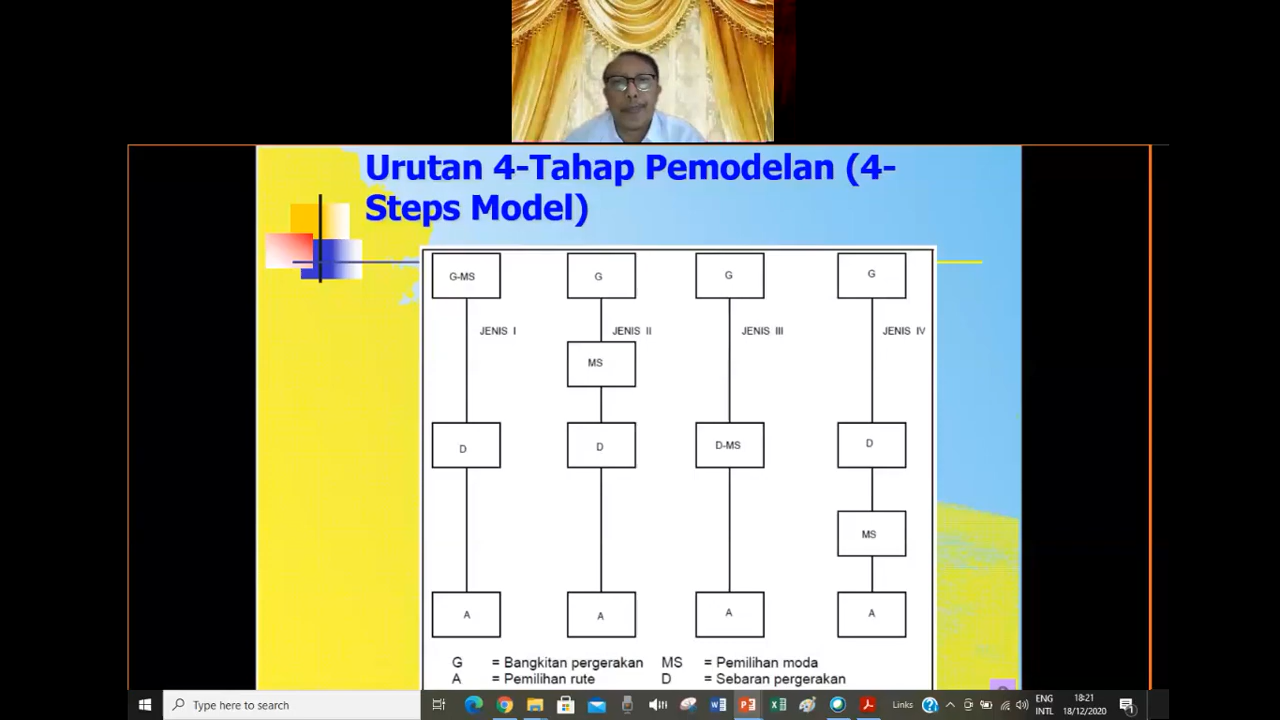 Urutan 4-Tahap Pemodelan (4-
Steps Model)
G-MS
G
G
G
JENIS I
JENIS II
JENIS III
JENIS IV
MS
D
D
D-MS
D
MS
A
A
A
A
G = Bangkitan pergerakan MS = Pemilihan moda
A = Pemilihan rute D = Sebaran pergerakan
Type here to search
Links
ENG
INTL
18:21
18/12/2020